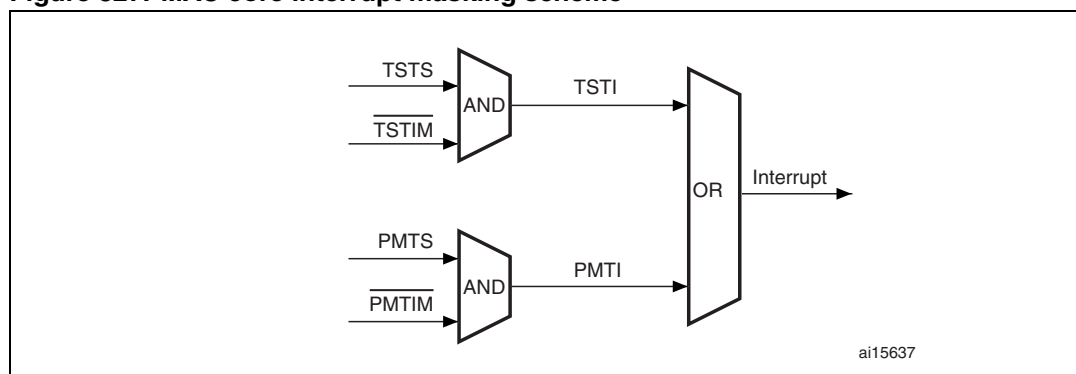 TSTS
TSTIM
AND
TSTI
PMTS
PMTIM
AND
PMTI
OR
Interrupt
ai15637